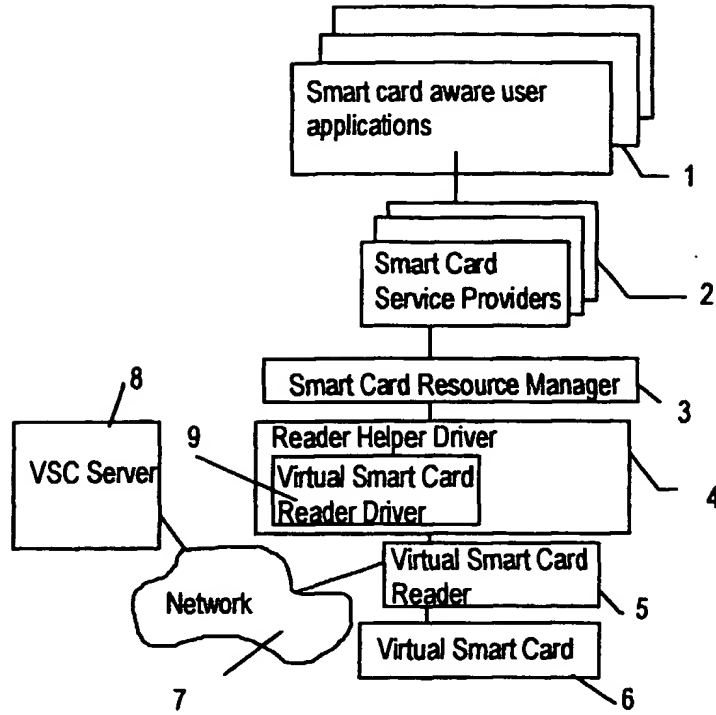 Smart card aware user
applications
1
Smart Card
Service Providers
2
Smart Card Resource Manager
3
8
VSC Server
9
Reader Helper Driver
Virtual Smart Card
Reader Driver
4
Virtual Smart Card
Reader
5
Network
7
Virtual Smart Card
6